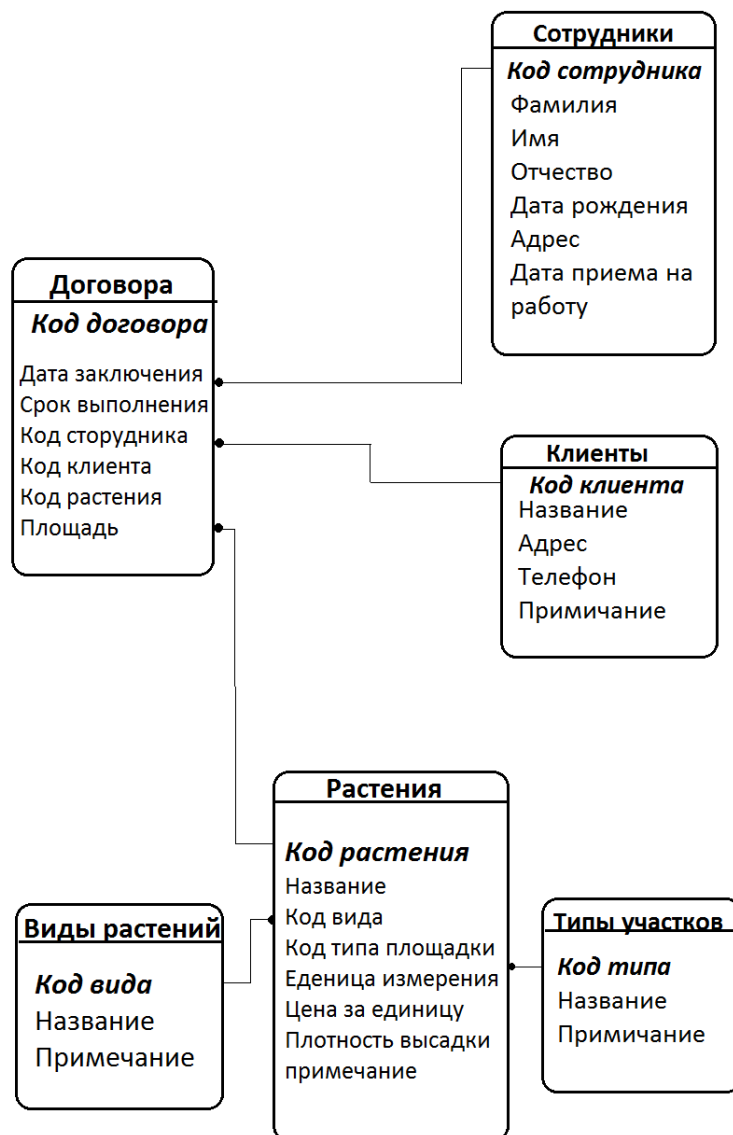 Сотрудники
Код сотрудника
Фамилия
Имя
Отчество
Дата рождения
Адрес
Дата приема на
работу
Договора
Код договора
Дата заключения
Срок выполнения
Код сторудника
Код клиента
Код растения
Площадь
Клиенты
Код клиента
Название
Адрес
Телефон
Примичание
Растения
Код растения
Название
Код вида
Код типа площадки
Еденица измерения
Цена за единицу
Плотность высадки
примечание
Виды растений
Код вида
Название
Примечание
Типы участков
Код типа
Название
Примичание